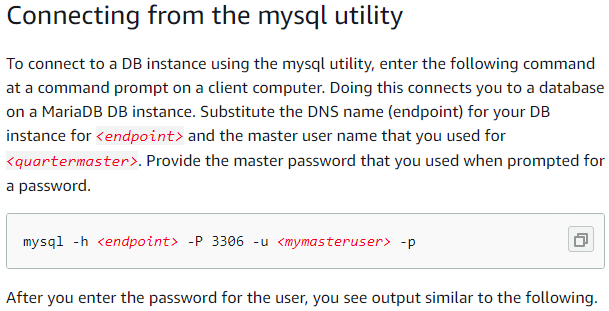 Connecting from the mysql utility
To connect to a DB instance using the mysql utility, enter the following command
at a command prompt on a client computer. Doing this connects you to a database
on a MariaDB DB instance. Substitute the DNS name (endpoint) for your DB
instance for <endpoint> and the master user name that you used for
<quartermaster>. Provide the master password that you used when prompted for
a password.
mysql -h <endpoint> -P 3306 -u <mymasteruser> -p
After you enter the password for the user, you see output similar to the following.